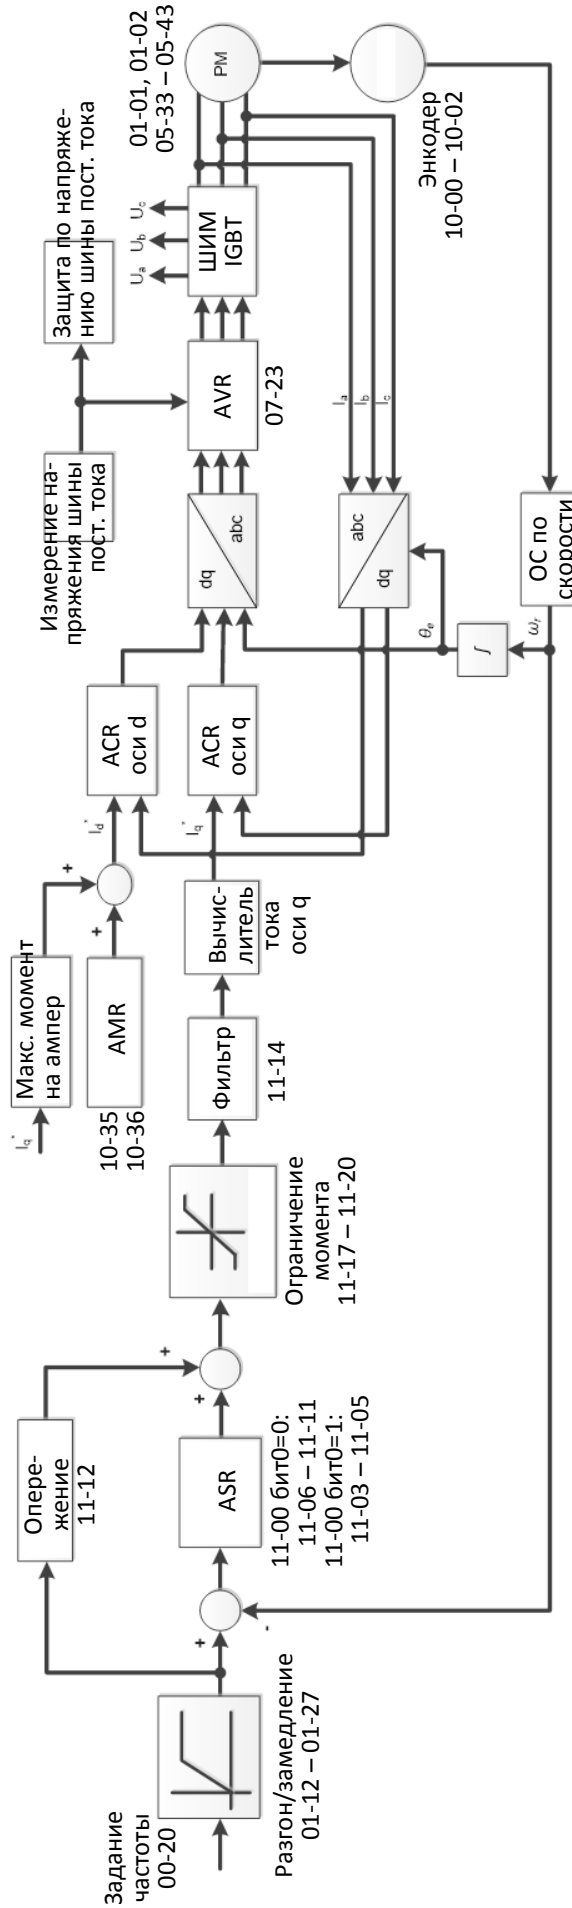 Задание
частоты
00-20
Разгон/замедление
01-12 – 01-27
+
-
Опере-
жение
11-12
ASR
11-00 бит0=0:
11-06 – 11-11
11-00 бит0=1:
11-03 – 11-05
+
+
Ограничение
момента
11-17 – 11-20
Фильтр
11-14
Вычис-
литель
тока
оси q
Iq*
Макс. момент
на ампер
AMR
10-35
10-36
+
+
Id*
Iq*
ACR
оси d
ACR
оси q
Измерение на-
пряжения шины
пост. тока
Защита по напряже-
нию шины пост. тока
dq
abc
AVR
07-23
Ua
Ub
Uc
ШИМ
IGBT
01-01, 01-02
05-33 – 05-43
PM
Энкодер
10-00 – 10-02
Ia
Ib
Ic
abc
dq
θe
∫
ωr
ОС по
скорости